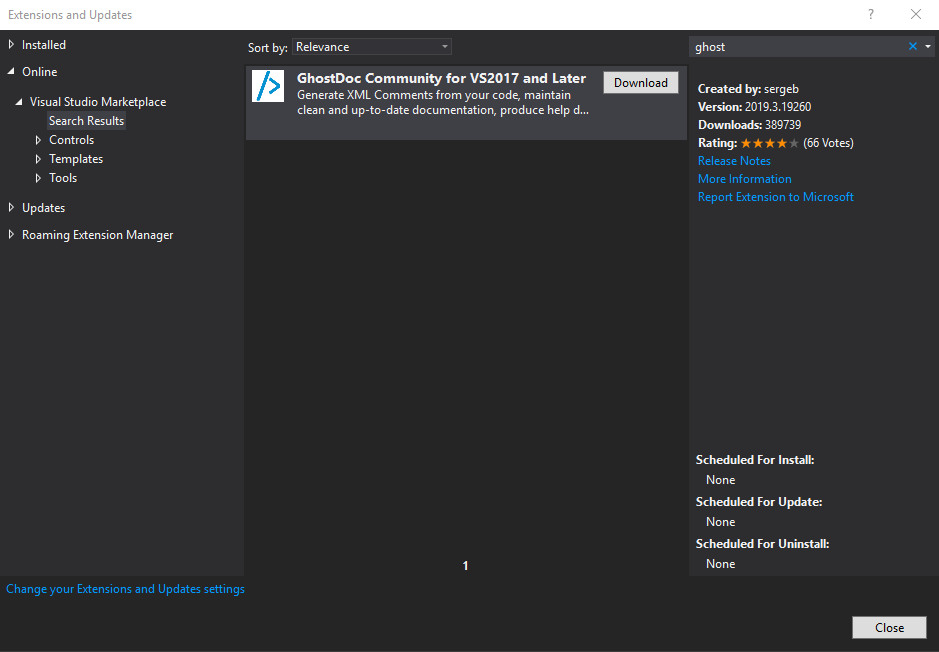 Extensions and Updates
?
Installed
Online
Visual Studio Marketplace
Search Results
Controls
Templates
Tools
Updates
Roaming Extension Manager
Change your Extensions and Updates settings
Sort by: Relevance
GhostDoc Community for VS2017 and Later
Generate XML Comments from your code, maintain
clean and up-to-date documentation, produce help d...
Download
1
ghost
Created by: sergeb
Version: 2019.3.19260
Downloads: 389739
Rating: (66 Votes)
Release Notes
More Information
Report Extension to Microsoft
Scheduled For Install:
None
Scheduled For Update:
None
Scheduled For Uninstall:
None
Close